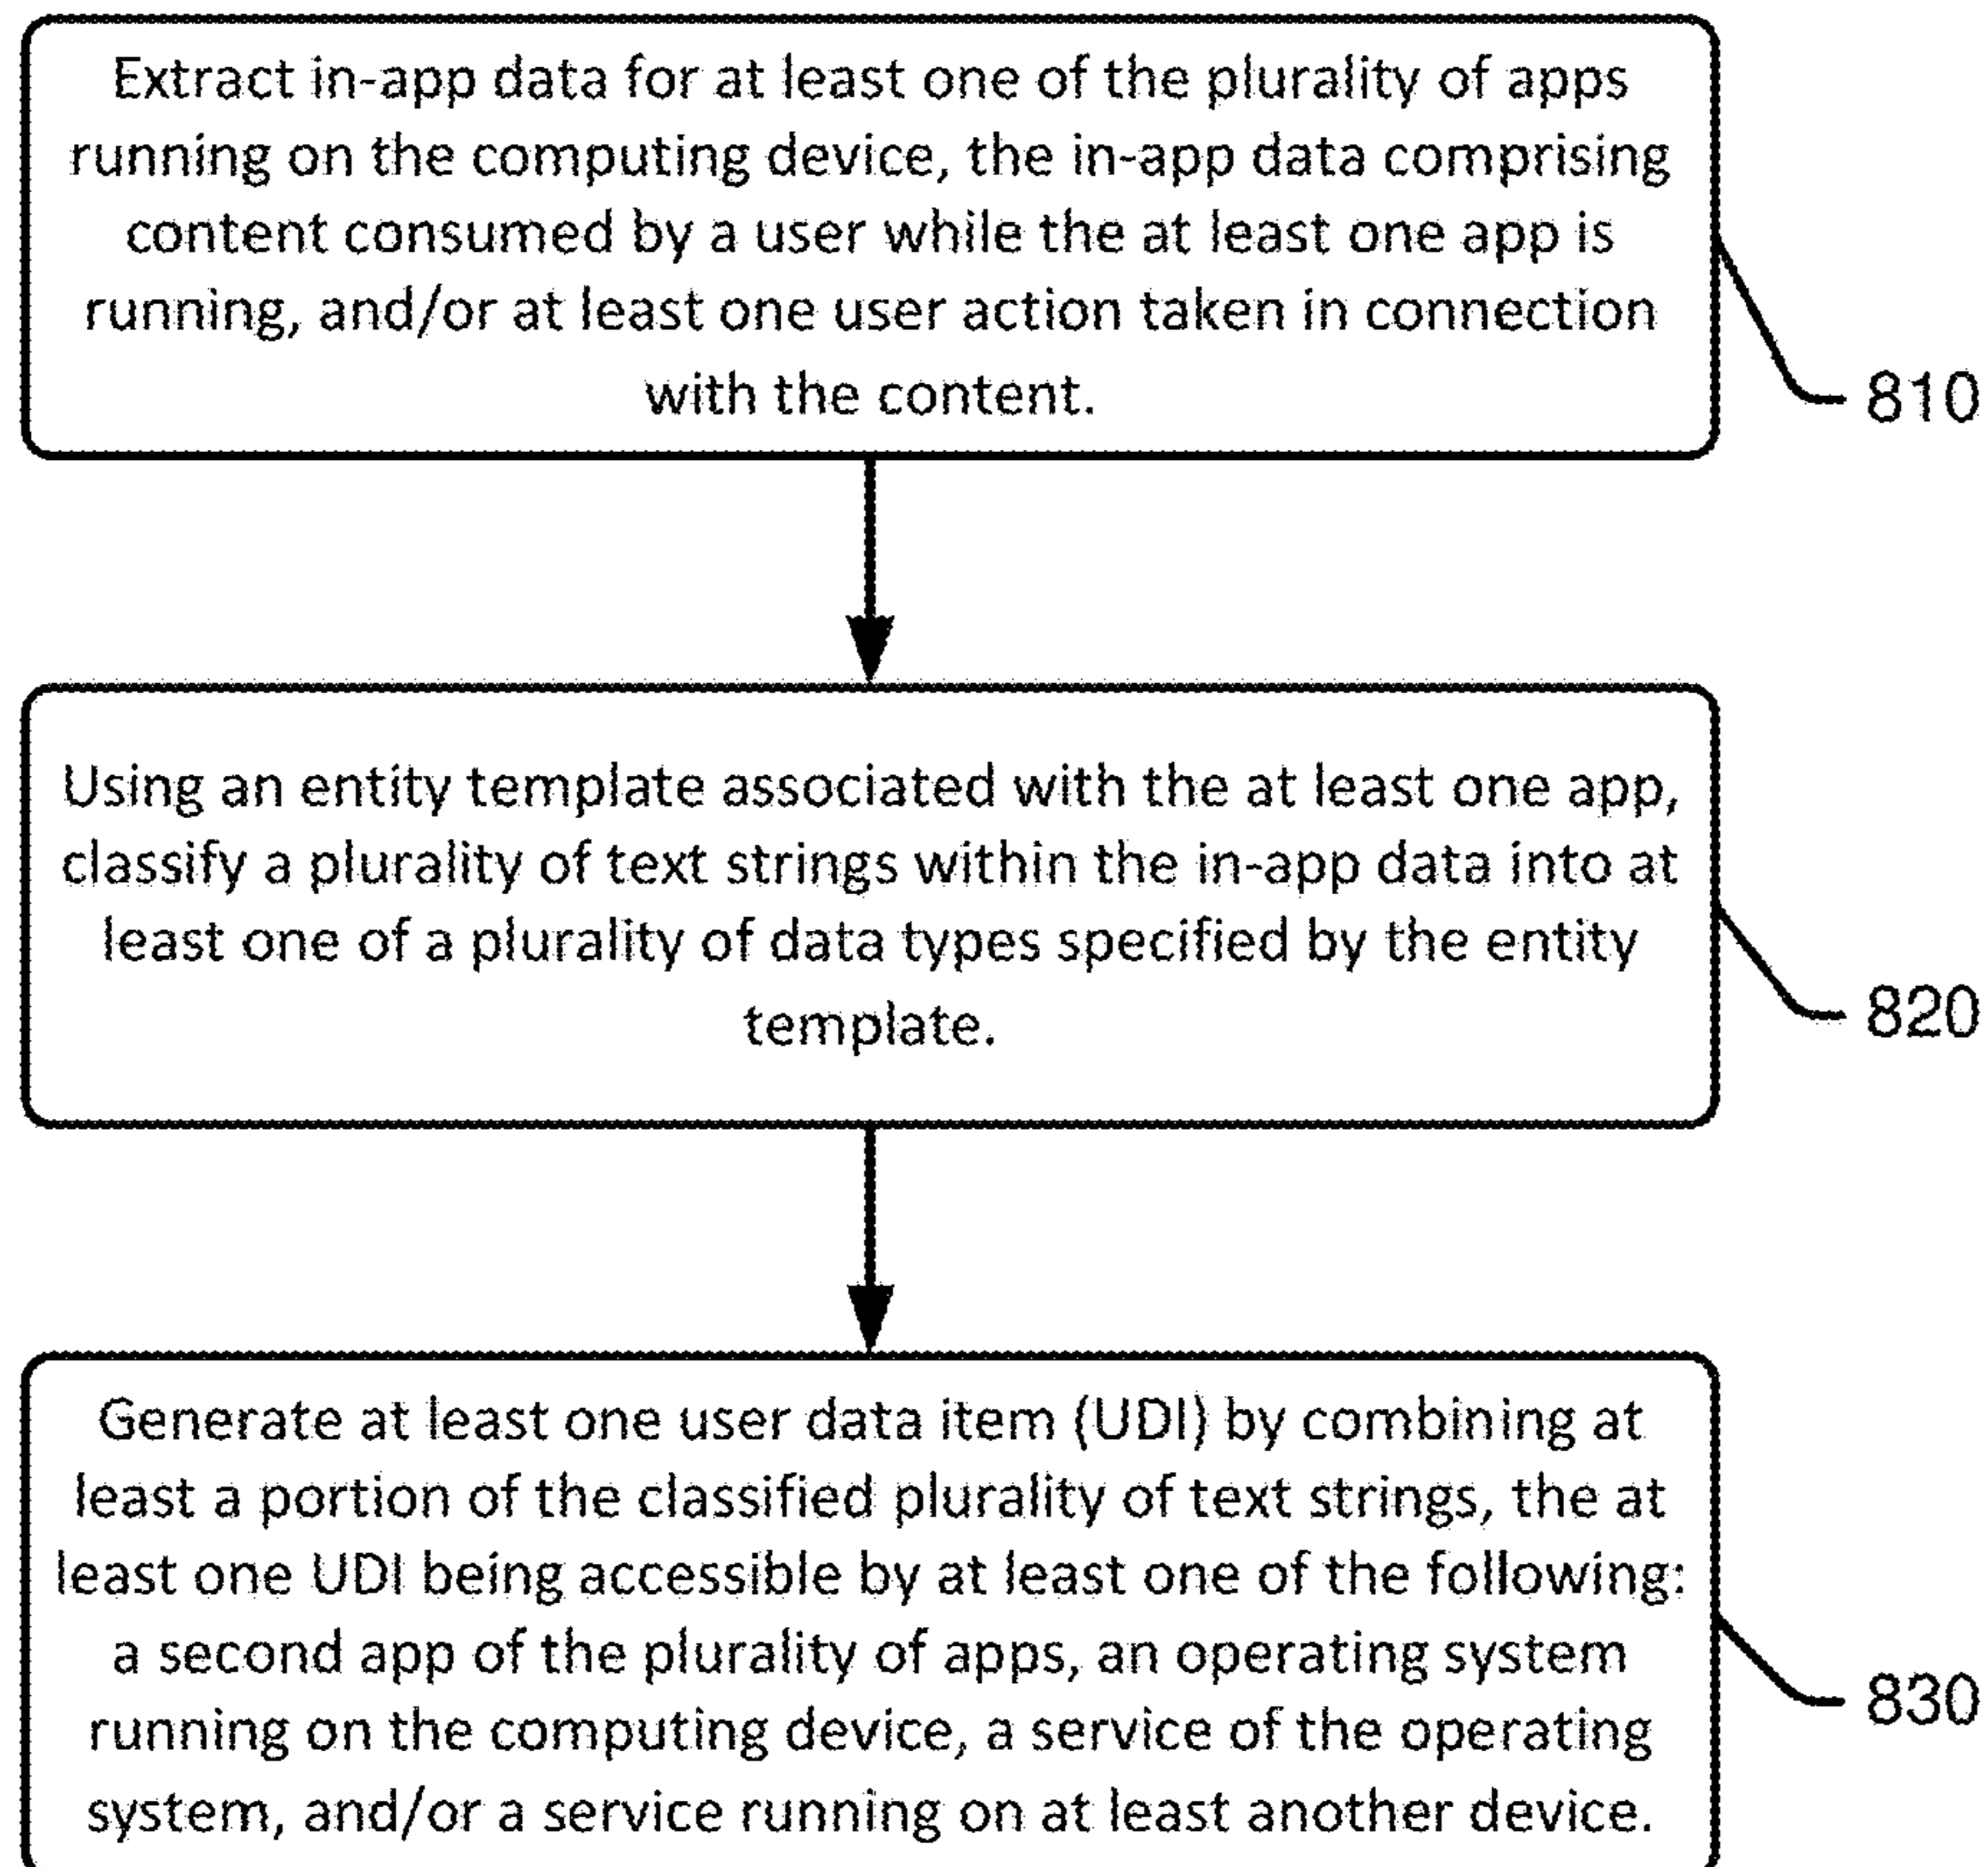 Extract in-app data for at least one of the plurality of apps
running on the computing device, the in-app data comprising
content consumed by a user while the at least one app is
running, and/or at least one user action taken in connection
with the content.
810
Using an entity template associated with the at least one app,
classify a plurality of text strings within the in-app data into at
least one of a plurality of data types specified by the entity
template.
820
Generate at least one user data item (UDI) by combining at
least a portion of the classified plurality of text strings, the at
least one UDI being accessible by at least one of the following:
a second app of the plurality of apps, an operating system
running on the computing device, a service of the operating
system, and/or a service running on at least another device.
830